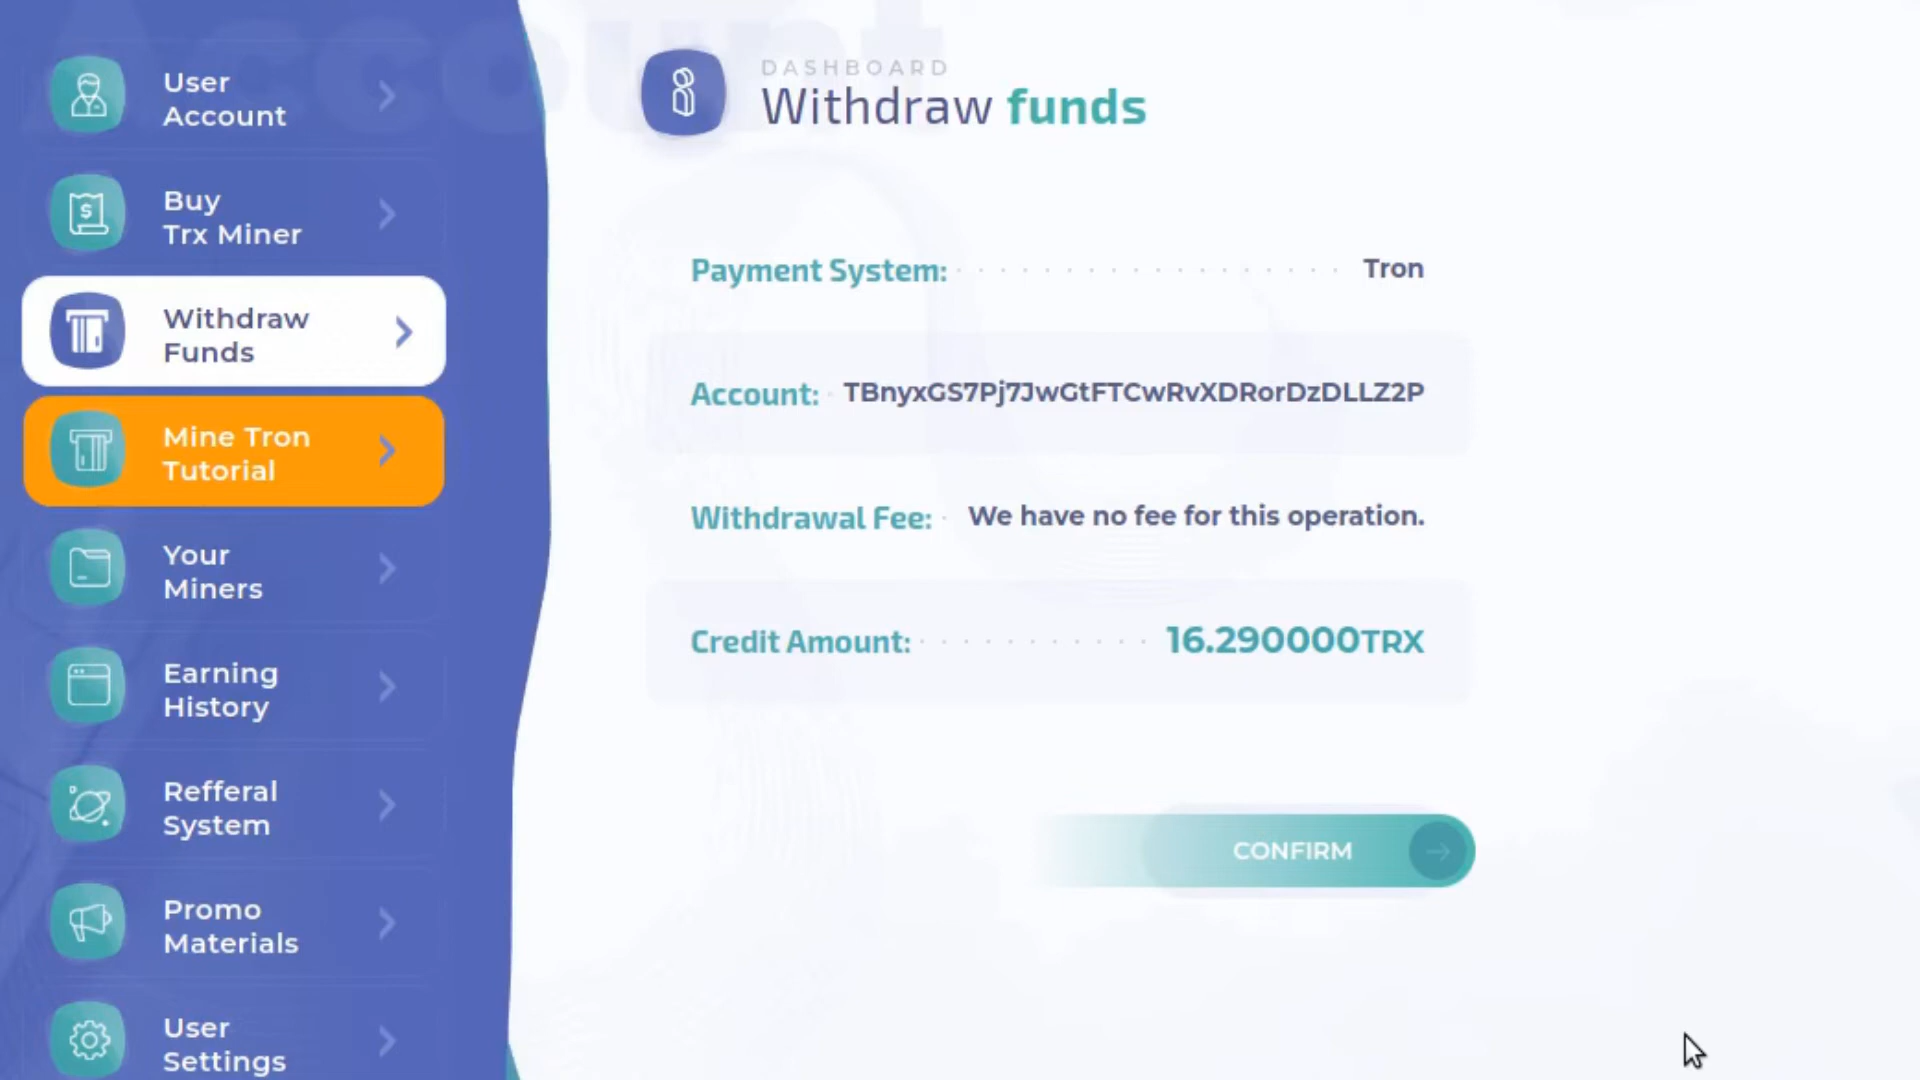 Account
User
Account
Buy
Trx Miner
Withdraw
Funds
Mine Tron
Tutorial
Your
Miners
Earning
History
Refferal
System
Promo
Materials
User
Settings
DASHBOARD
Withdraw funds
Payment System: Tron
Account: TBnyxGS7Pj7JwGtFTCwRvXDRorDzDLLZ2P
Withdrawal Fee: We have no fee for this operation.
Credit Amount: 16.290000TRX
CONFIRM